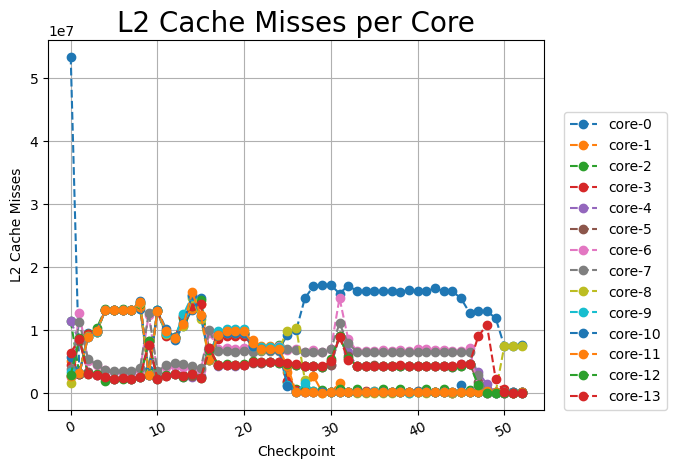 L2 Cache Misses per Core
1e7
5
4
3
2
1
0
L2 Cache Misses
0
10
20
30
40
50
Checkpoint
core-0
core-1
core-2
core-3
core-4
core-5
core-6
core-7
core-8
core-9
core-10
core-11
core-12
core-13